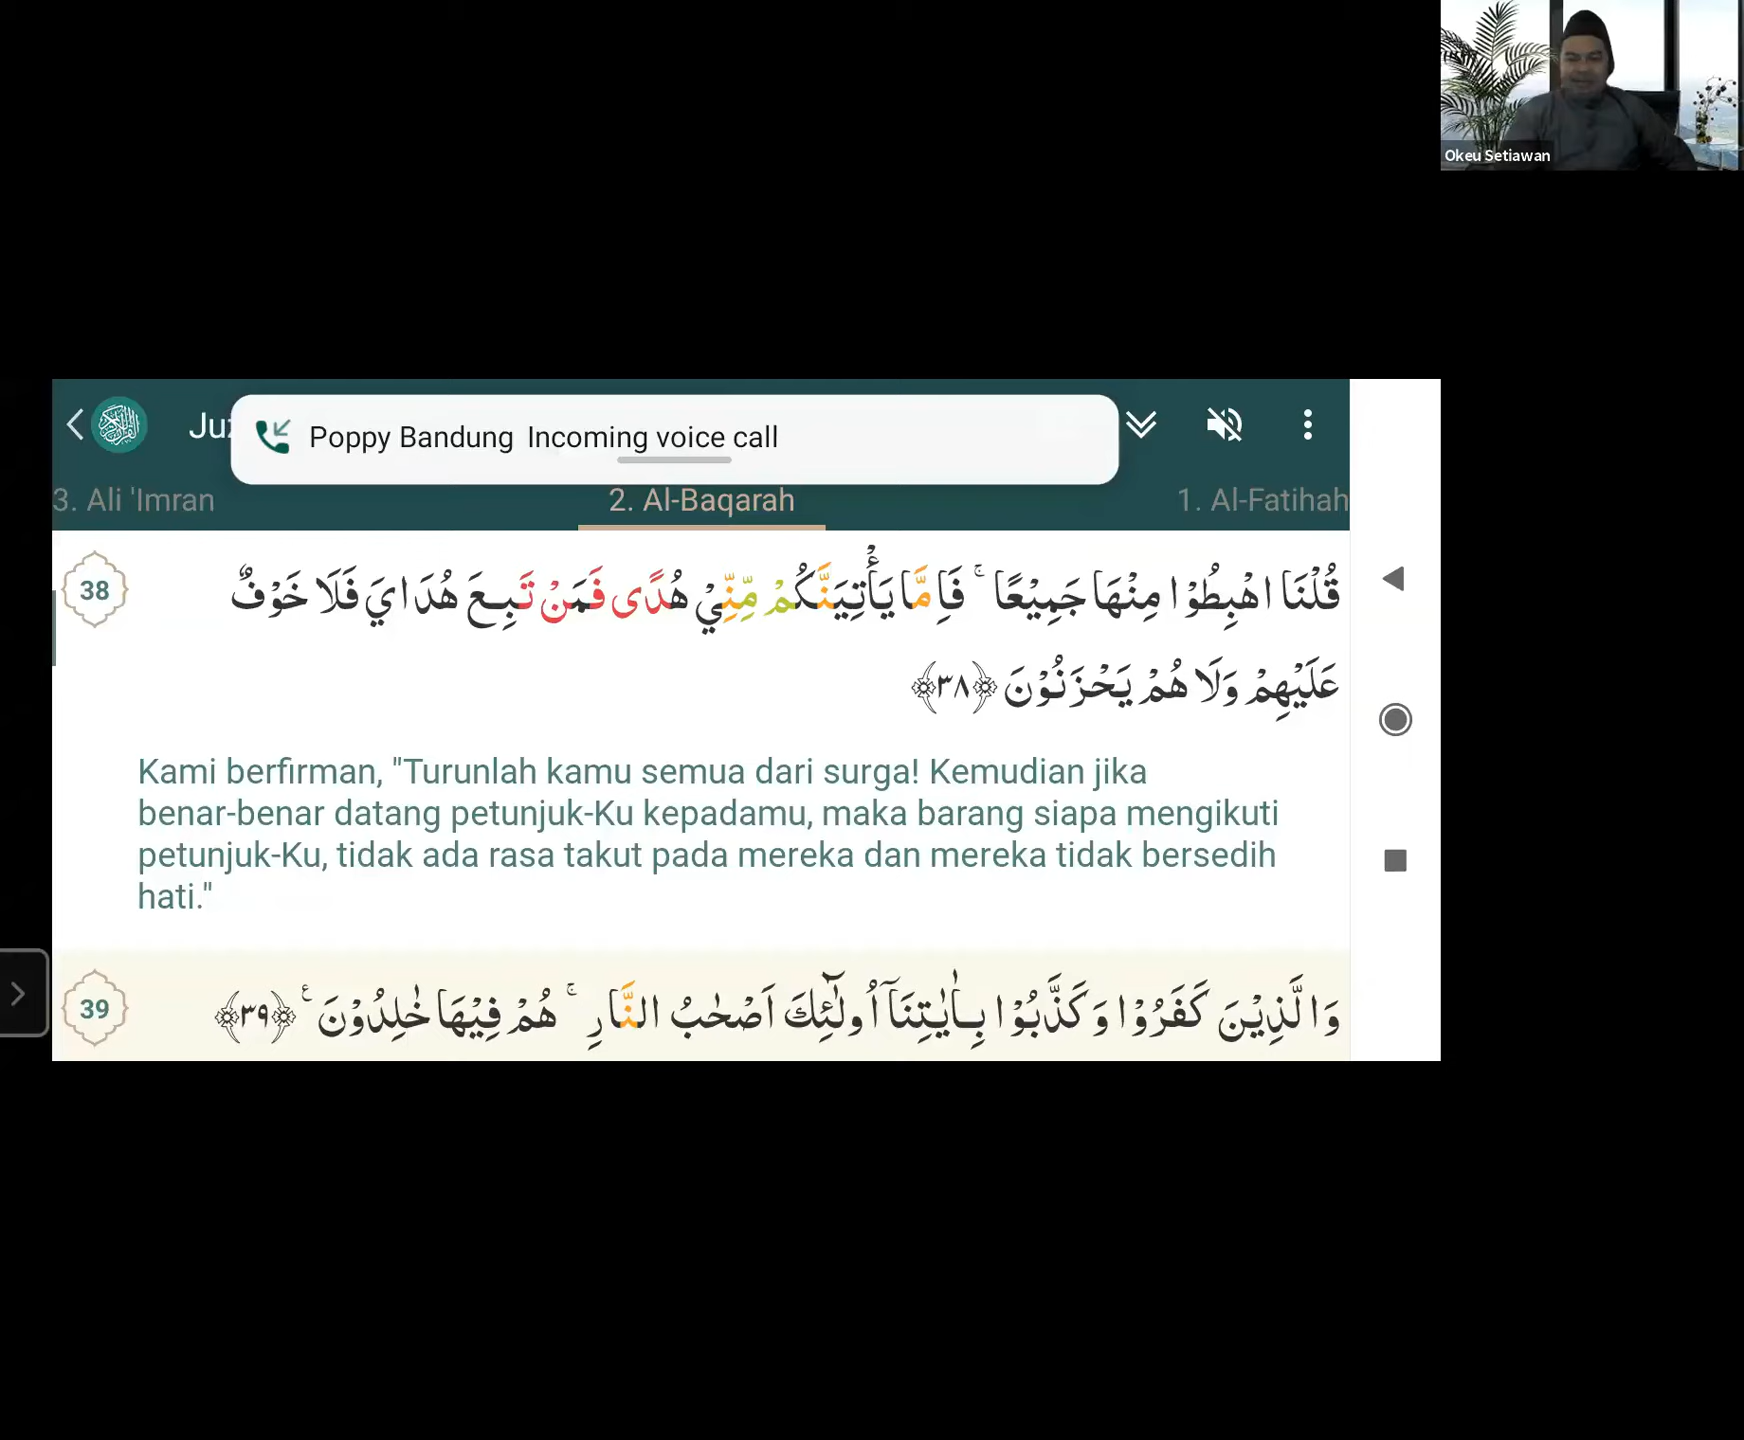 Okeu Setiawan
Poppy Bandung Incoming voice call
3. Ali 'Imran
2. Al-Baqarah
1. Al-Fatihah
38
قُلْنَا اهْبِطُوْا مِنْهَا جَمِيْعًا ۚ فَاِمَّا يَأْتِيَنَّكُمْ مِّنِّيْ هُدًى فَمَنْ تَبِعَ هُدَايَ فَلَا خَوْفٌ
عَلَيْهِمْ وَلَا هُمْ يَحْزَنُوْنَ ﴿٣٨﴾
Kami berfirman, "Turunlah kamu semua dari surga! Kemudian jika
benar-benar datang petunjuk-Ku kepadamu, maka barang siapa mengikuti
petunjuk-Ku, tidak ada rasa takut pada mereka dan mereka tidak bersedih
hati."
39
وَالَّذِيْنَ كَفَرُوْا وَكَذَّبُوْا بِاٰيٰتِنَآ اُولٰۤىِٕكَ اَصْحٰبُ النَّارِ ۚ هُمْ فِيْهَا خٰلِدُوْنَ ࣖ ﴿٣٩﴾